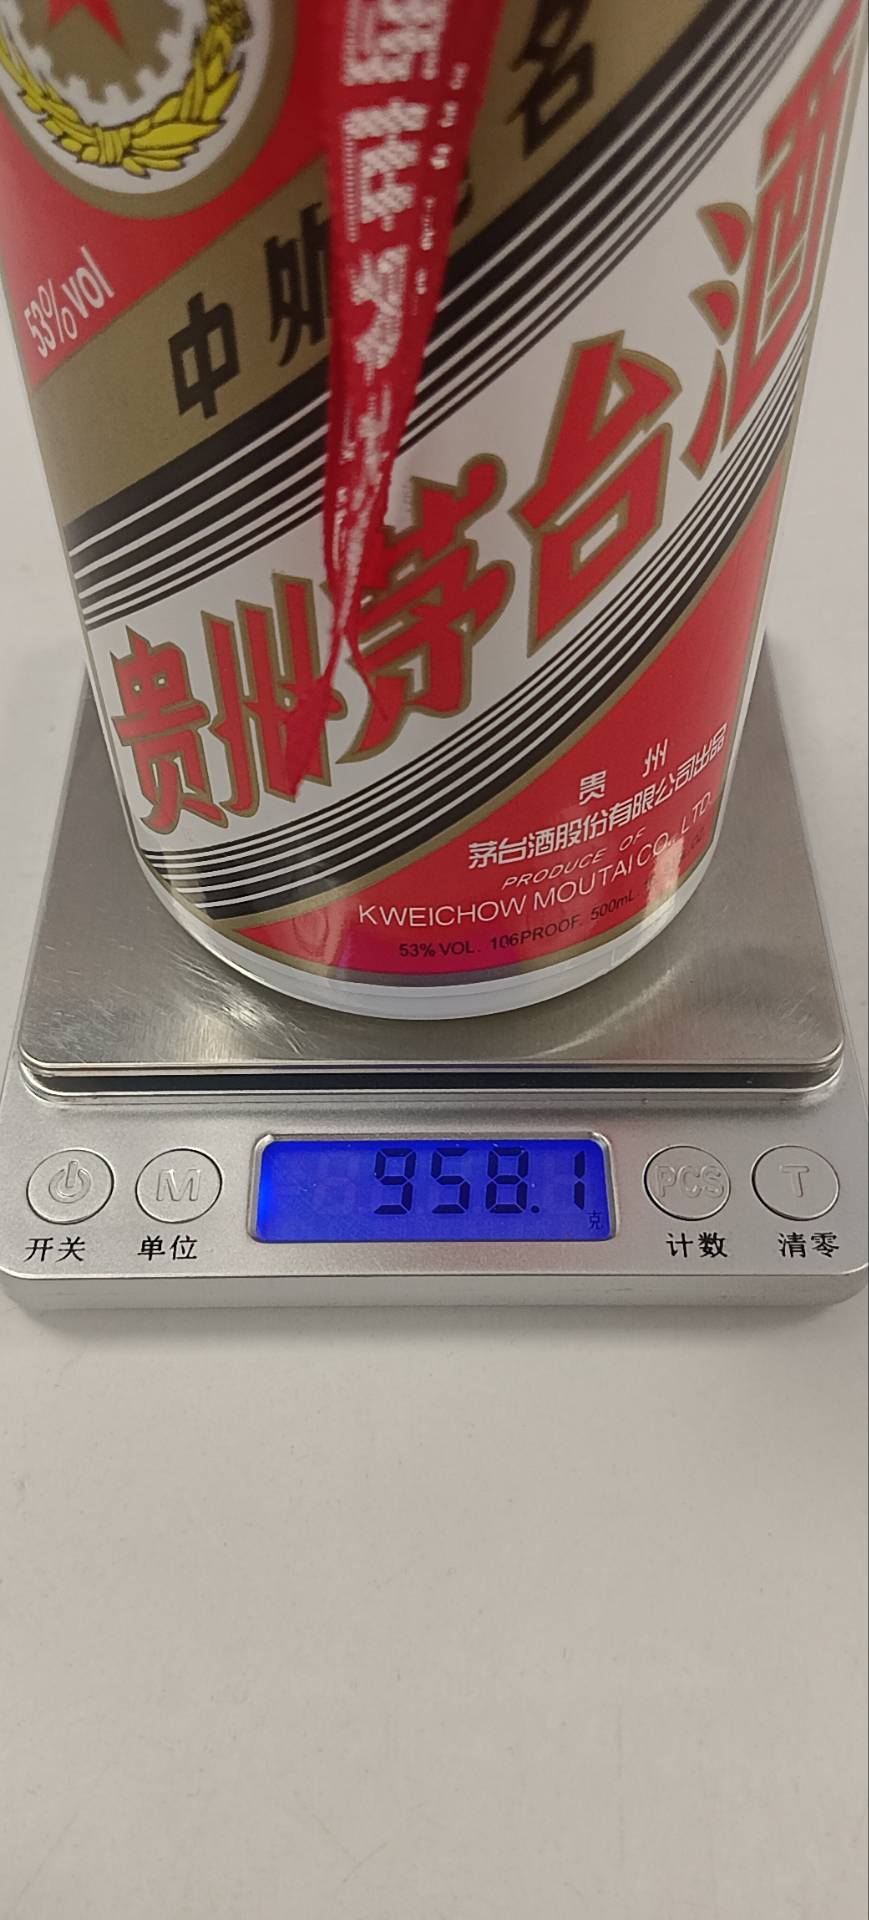 53%vol
中外 名
贵州茅台酒
贵州
茅台酒股份有限公司出品
PRODUCE OF
KWEICHOW MOUTAI CO., LTD.
53% VOL. 106PROOF. 500mL.
958.1
克
M
PCS
T
开关
单位
计数
清零